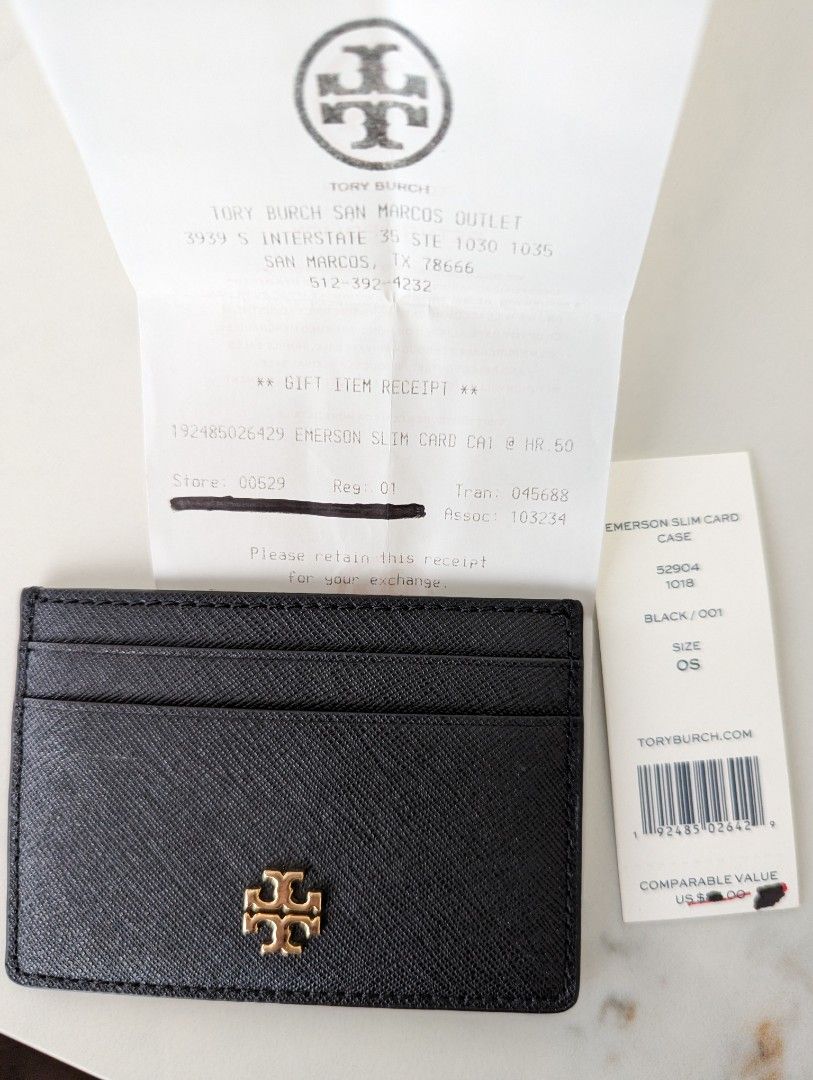 TORY BURCH
TORY BURCH SAN MARCOS OUTLET
3939 S INTERSTATE 35 STE 1030 1035
SAN MARCOS, TX 78666
512-392-4232
** GIFT ITEM RECEIPT **
192485026429 EMERSON SLIM CARD CA1 @ HR.50
Store: 00529 Reg: 01 Tran: 045688
Assoc: 103234
Please retain this receipt
for your exchange.
EMERSON SLIM CARD
CASE
52904
1018
BLACK/001
SIZE
OS
TORYBURCH.COM
1 92485 02642 9
COMPARABLE VALUE
US $ .00